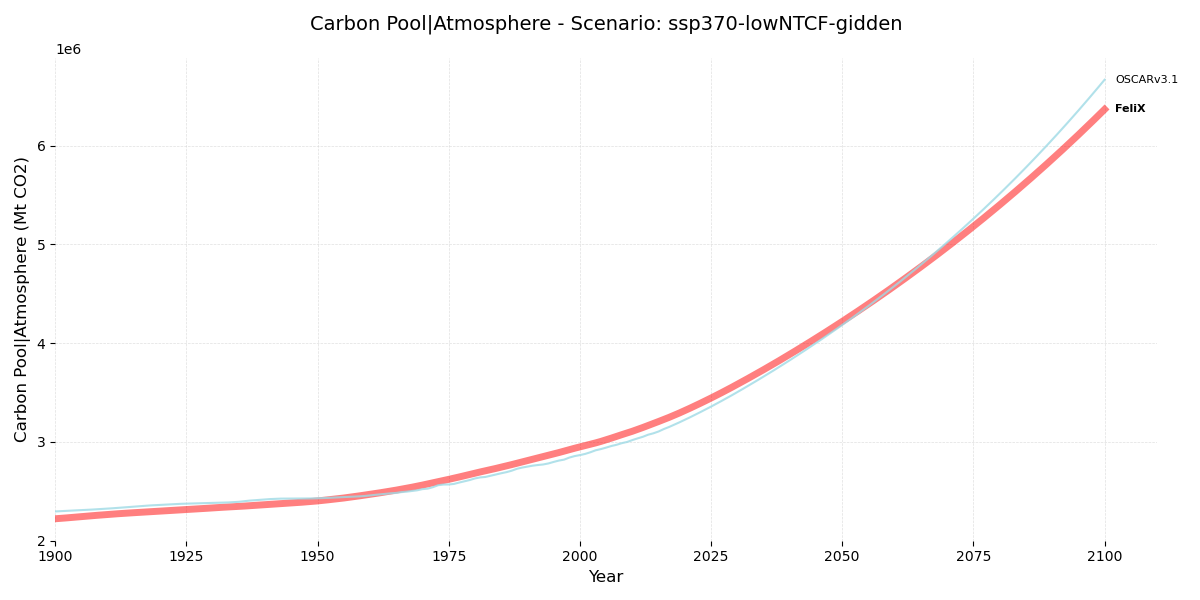 Carbon Pool|Atmosphere - Scenario: ssp370-lowNTCF-gidden
1e6
OSCARv3.1
FeliX
6
5
4
3
2
Carbon Pool|Atmosphere (Mt CO2)
1900 1925 1950 1975 2000 2025 2050 2075 2100
Year